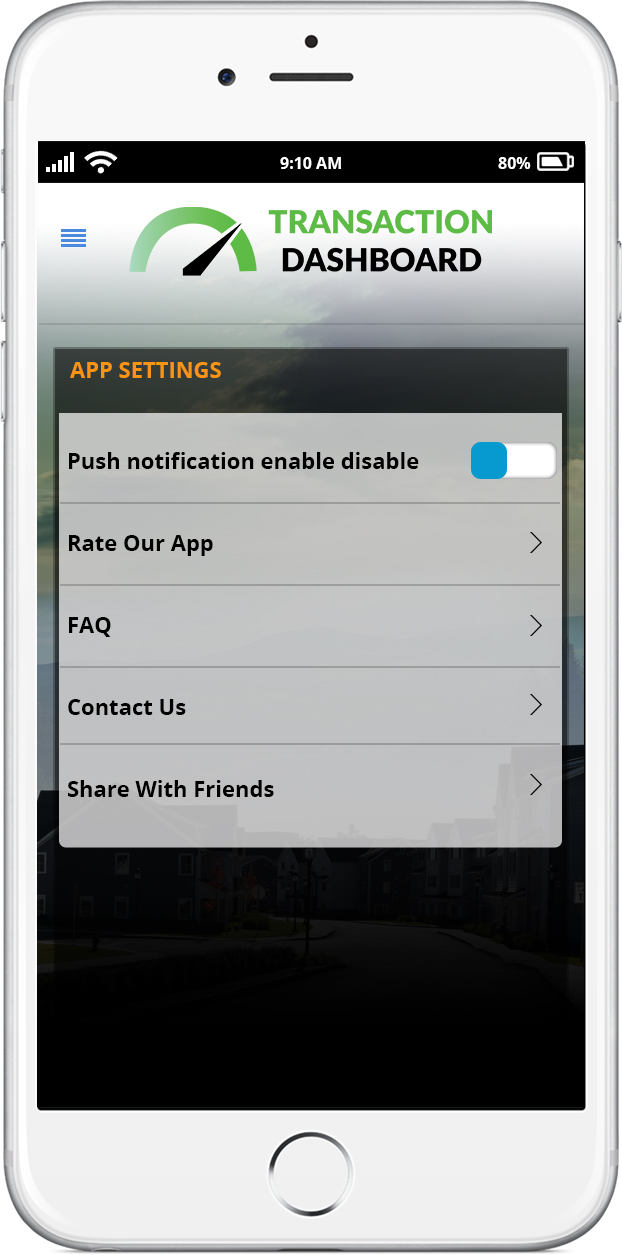 9:10 AM
80%
TRANSACTION
DASHBOARD
APP SETTINGS
Push notification enable disable
Rate Our App
FAQ
Contact Us
Share With Friends